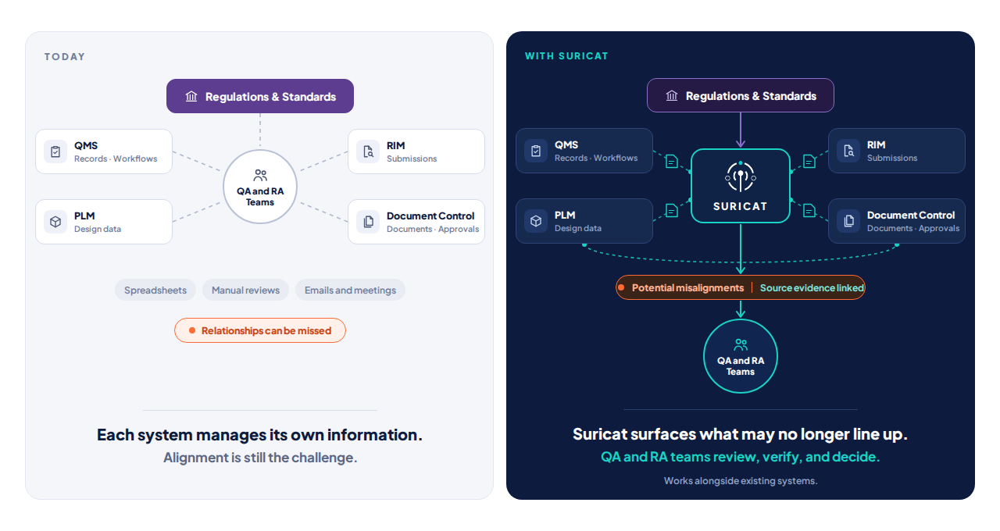 TODAY
Regulations & Standards
QMS
Records · Workflows
RIM
Submissions
QA and RA
Teams
PLM
Design data
Document Control
Documents · Approvals
Spreadsheets
Manual reviews
Emails and meetings
Relationships can be missed
Each system manages its own information.
Alignment is still the challenge.
WITH SURICAT
Regulations & Standards
QMS
Records · Workflows
RIM
Submissions
SURICAT
PLM
Design data
Document Control
Documents · Approvals
Potential misalignments
Source evidence linked
QA and RA
Teams
Suricat surfaces what may no longer line up.
QA and RA teams review, verify, and decide.
Works alongside existing systems.